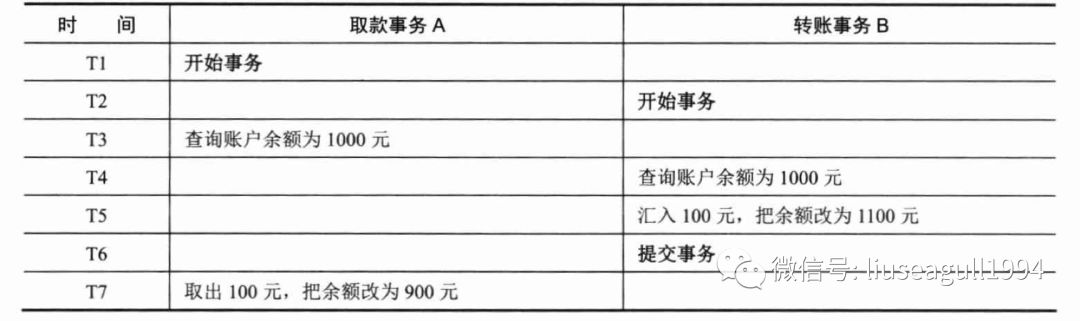 时 间 取款事务 A 转账事务 B
T1 开始事务
T2 开始事务
T3 查询账户余额为 1000 元
T4 查询账户余额为 1000 元
T5 汇入 100 元，把余额改为 1100 元
T6 提交事务
微信号: liuseagull1994
T7 取出 100 元，把余额改为 900 元